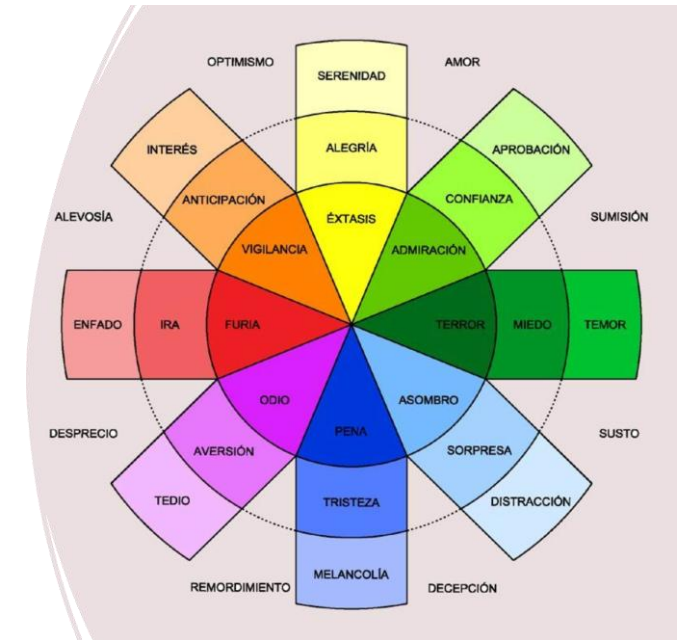 OPTIMISMO
SERENIDAD
AMOR
INTERÉS
ALEGRÍA
APROBACIÓN
ANTICIPACIÓN
CONFIANZA
ALEVOSÍA
VIGILANCIA
ÉXTASIS
ADMIRACIÓN
SUMISIÓN
ENFADO
IRA
FURIA
TERROR
MIEDO
TEMOR
ODIO
ASOMBRO
DESPRECIO
PENA
SUSTO
AVERSIÓN
SORPRESA
TEDIO
TRISTEZA
DISTRACCIÓN
REMORDIMIENTO
MELANCOLÍA
DECEPCIÓN